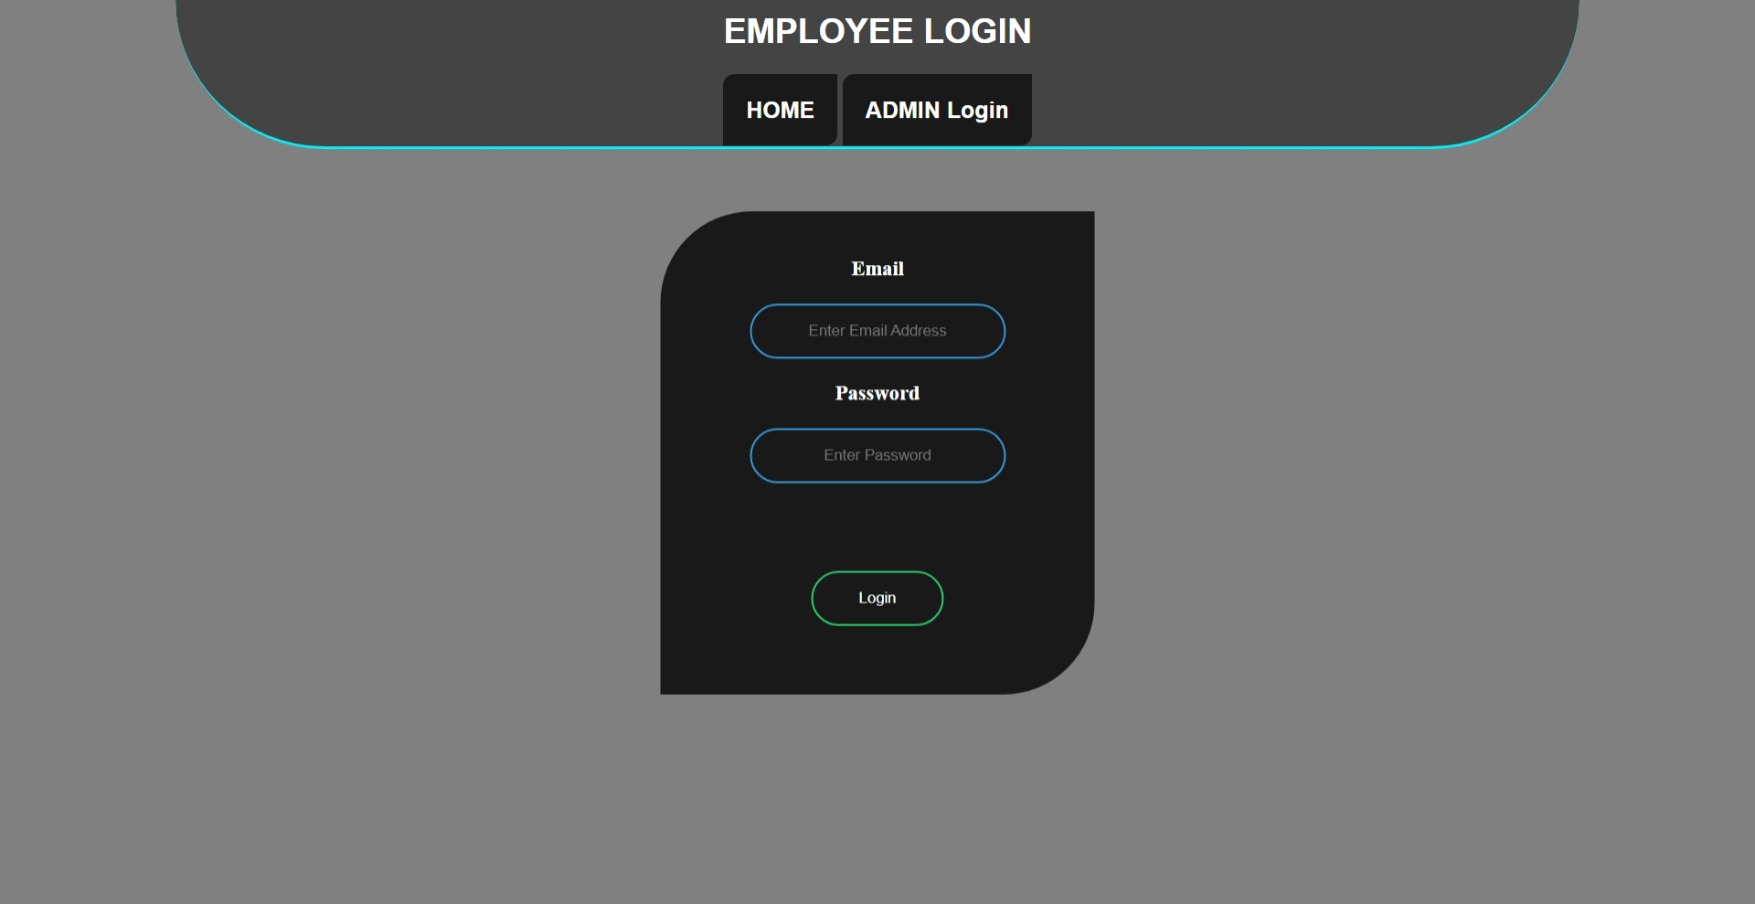 EMPLOYEE LOGIN
HOME ADMIN Login
Email
Enter Email Address
Password
Enter Password
Login